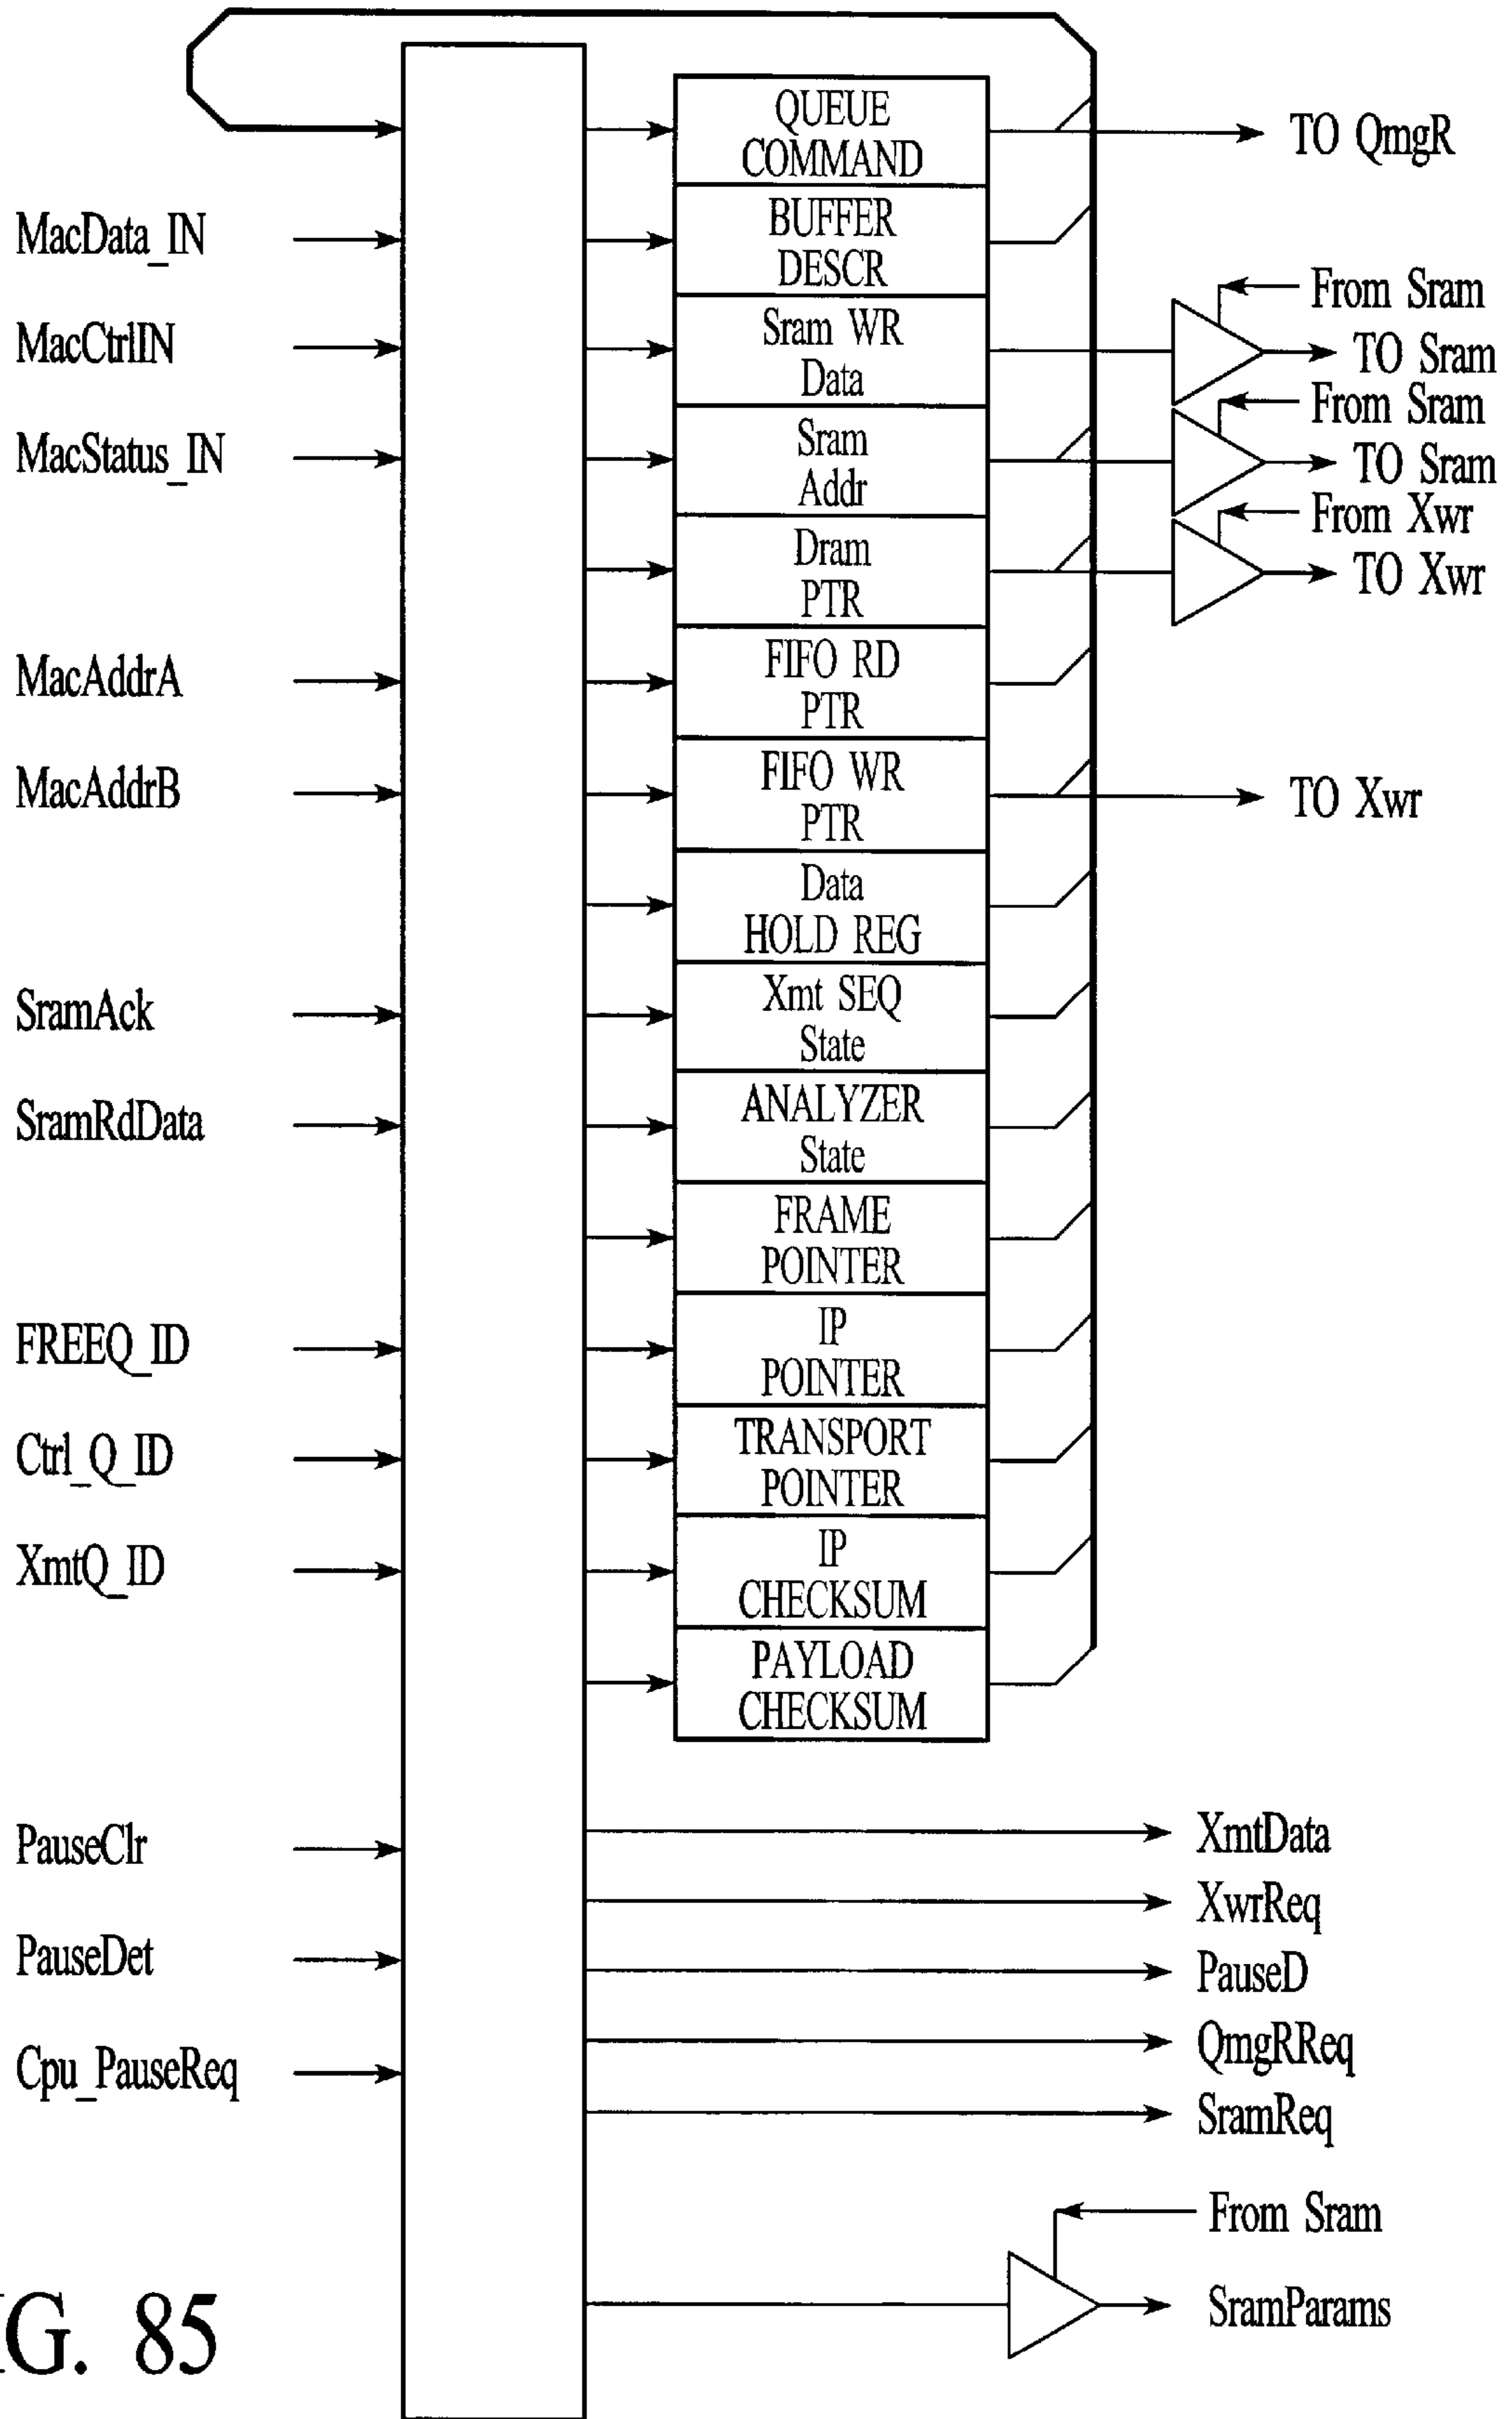 MacData_IN
MacCtrlIN
MacStatus_IN
MacAddrA
MacAddrB
SramAck
SramRdData
FREEQ_ID
Ctrl_Q_ID
XmtQ_ID
PauseClr
PauseDet
Cpu_PauseReq
QUEUE
COMMAND
BUFFER
DESCR
Sram WR
Data
Sram
Addr
Dram
PTR
FIFO RD
PTR
FIFO WR
PTR
Data
HOLD REG
Xmt SEQ
State
ANALYZER
State
FRAME
POINTER
IP
POINTER
TRANSPORT
POINTER
IP
CHECKSUM
PAYLOAD
CHECKSUM
TO QmgR
From Sram
TO Sram
From Sram
TO Sram
From Xwr
TO Xwr
TO Xwr
XmtData
XwrReq
PauseD
QmgRReq
SramReq
From Sram
SramParams
G. 85